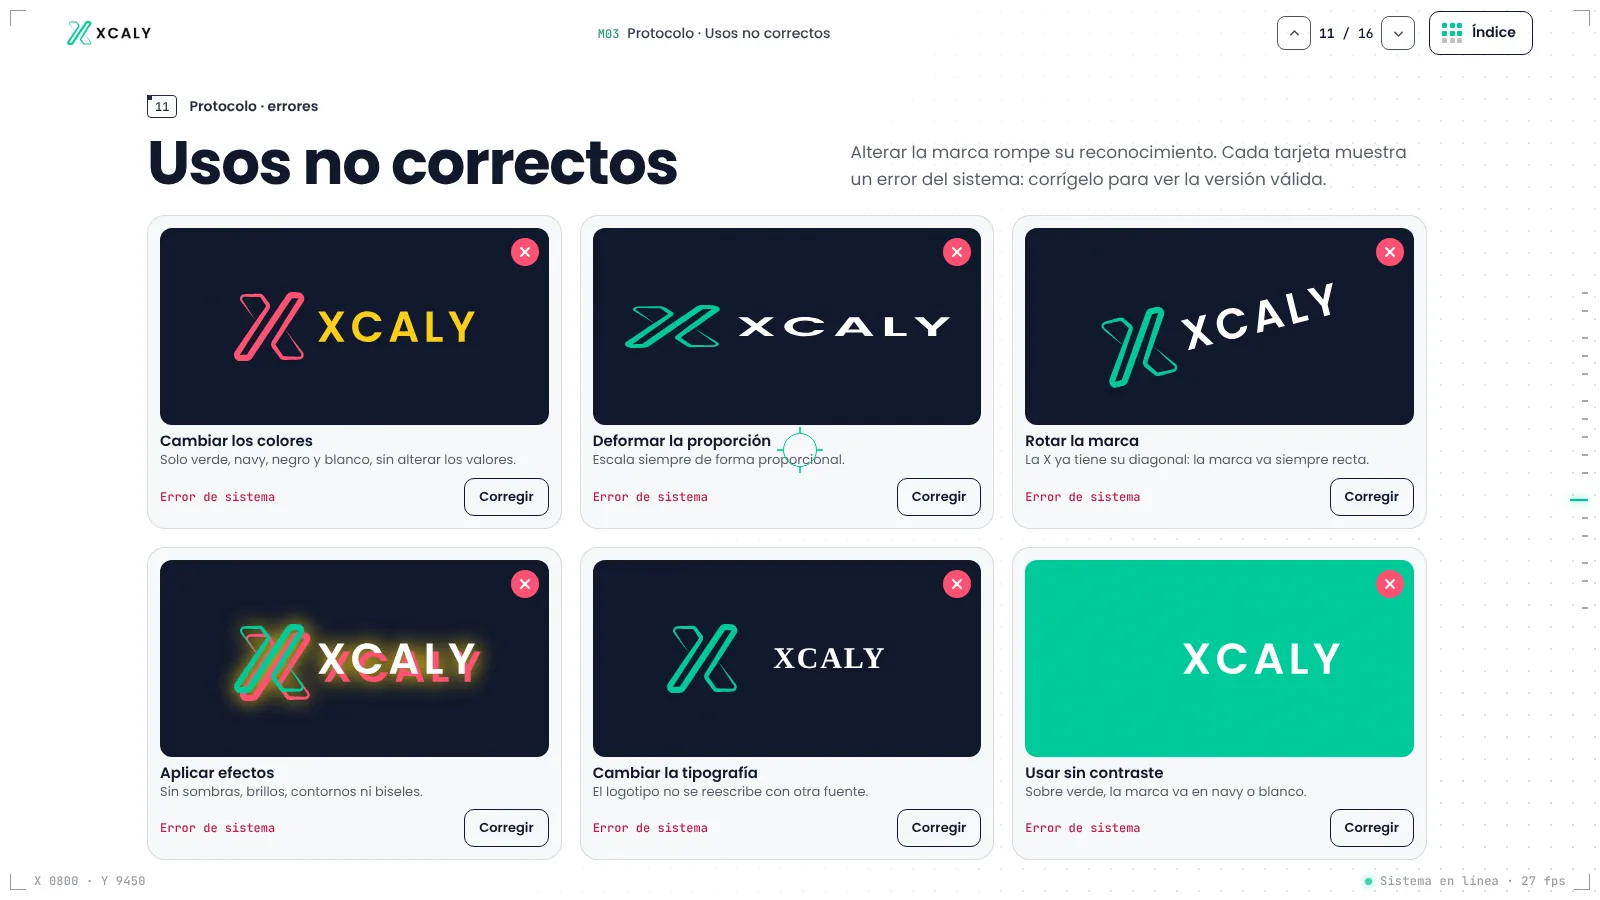 XCALY
M03 Protocolo · Usos no correctos
11 / 16
Índice
11 Protocolo · errores
Usos no correctos
Alterar la marca rompe su reconocimiento. Cada tarjeta muestra
un error del sistema: corrígelo para ver la versión válida.
XCALY
Cambiar los colores
Solo verde, navy, negro y blanco, sin alterar los valores.
Error de sistema
Corregir
XCALY
Deformar la proporción
Escala siempre de forma proporcional.
Error de sistema
Corregir
XCALY
Rotar la marca
La X ya tiene su diagonal: la marca va siempre recta.
Error de sistema
Corregir
XCALY
Aplicar efectos
Sin sombras, brillos, contornos ni biseles.
Error de sistema
Corregir
XCALY
Cambiar la tipografía
El logotipo no se reescribe con otra fuente.
Error de sistema
Corregir
XCALY
Usar sin contraste
Sobre verde, la marca va en navy o blanco.
Error de sistema
Corregir
X 0800 · Y 9450
Sistema en línea · 27 fps